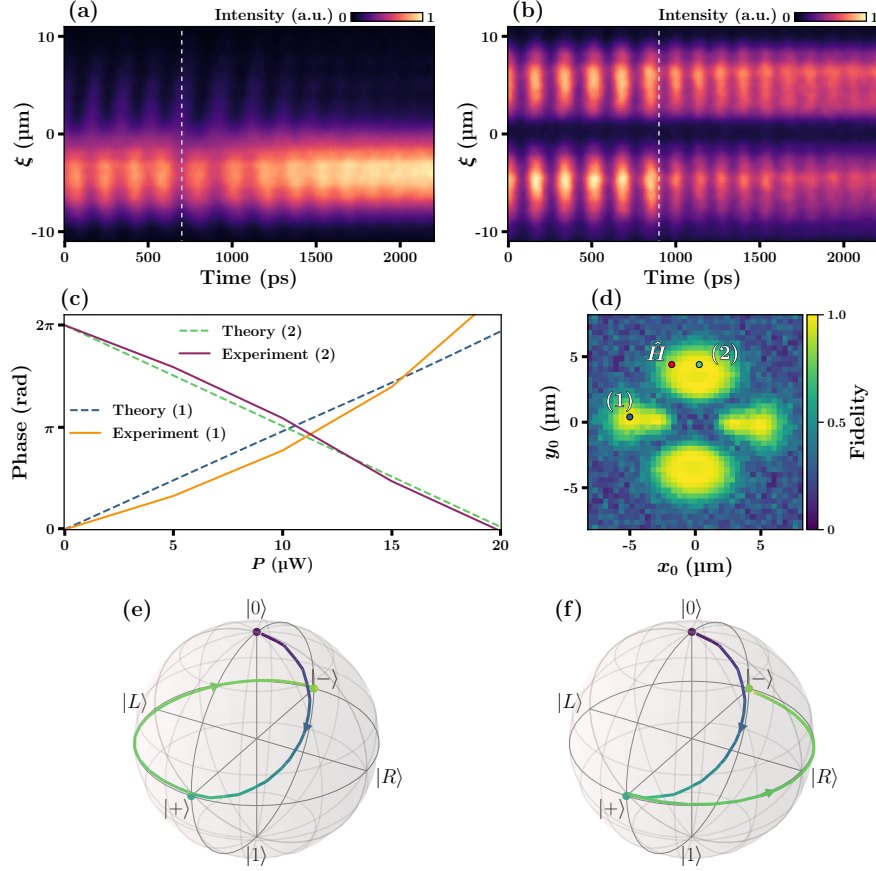 (a) Intensity (a.u.) 0 1
10
0
-10
ξ (µm)
0 500 1000 1500 2000
Time (ps)
(b) Intensity (a.u.) 0 1
10
0
-10
ξ (µm)
0 500 1000 1500 2000
Time (ps)
(c)
2π
π
0
Phase (rad)
Theory (2)
Experiment (2)
Theory (1)
Experiment (1)
0 5 10 15 20
P (µW)
(d)
5
0
-5
y₀ (µm)
Ĥ (2)
(1)
-5 0 5
x₀ (µm)
1.0
0.5
0
Fidelity
(e)
|0⟩
|−⟩
|L⟩
|R⟩
|+⟩
|1⟩
(f)
|0⟩
|−⟩
|L⟩
|R⟩
|+⟩
|1⟩